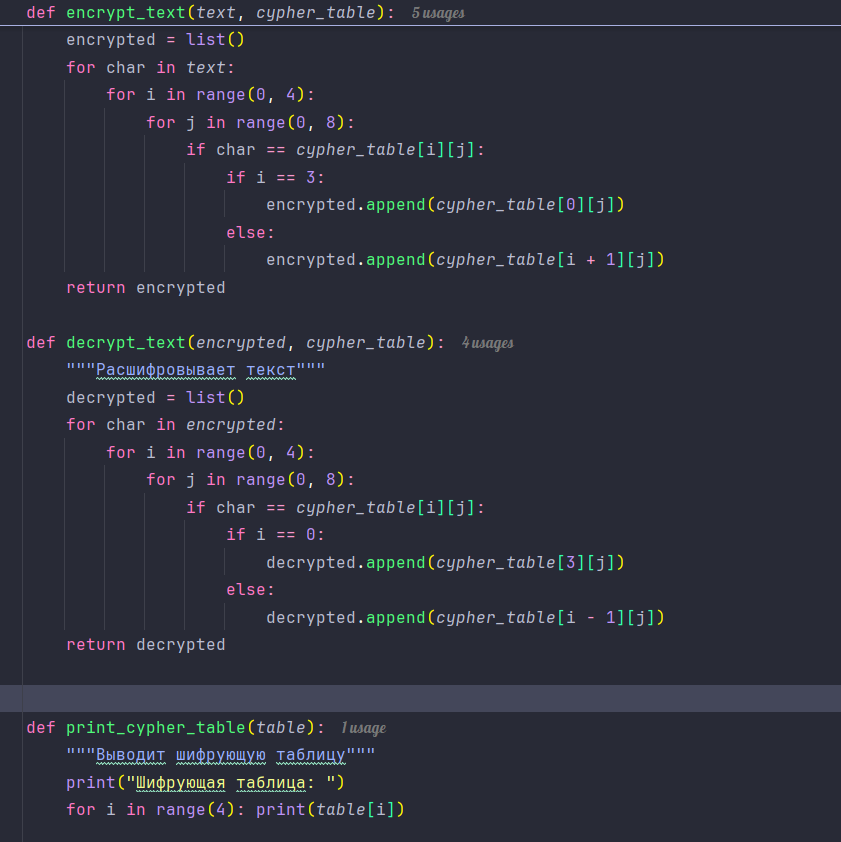 def encrypt_text(text, cypher_table):  5 usages
    encrypted = list()
    for char in text:
        for i in range(0, 4):
            for j in range(0, 8):
                if char == cypher_table[i][j]:
                    if i == 3:
                        encrypted.append(cypher_table[0][j])
                    else:
                        encrypted.append(cypher_table[i + 1][j])
    return encrypted

def decrypt_text(encrypted, cypher_table):  4 usages
    """Расшифровывает текст"""
    decrypted = list()
    for char in encrypted:
        for i in range(0, 4):
            for j in range(0, 8):
                if char == cypher_table[i][j]:
                    if i == 0:
                        decrypted.append(cypher_table[3][j])
                    else:
                        decrypted.append(cypher_table[i - 1][j])
    return decrypted

def print_cypher_table(table):  1 usage
    """Выводит шифрующую таблицу"""
    print("Шифрующая таблица: ")
    for i in range(4): print(table[i])